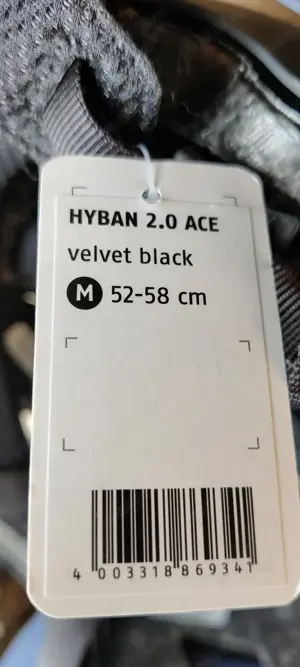 HYBAN 2.0 ACE
velvet black
M 52-58 cm
4 003318 869341